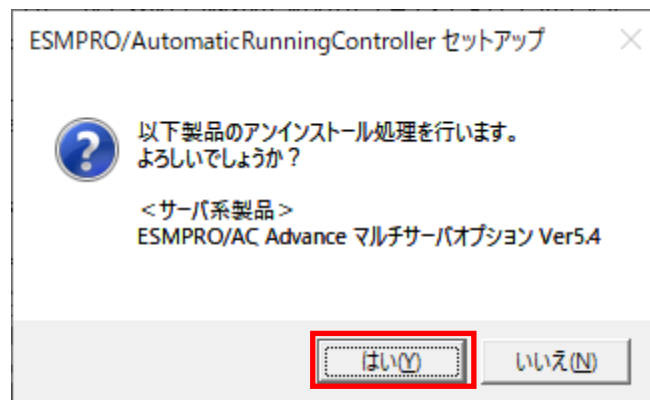 ESMPRO/AutomaticRunningController セットアップ
以下製品のアンインストール処理を行います。
よろしいでしょうか？
＜サーバ系製品＞
ESMPRO/AC Advance マルチサーバオプション Ver5.4
はい(Y)
いいえ(N)